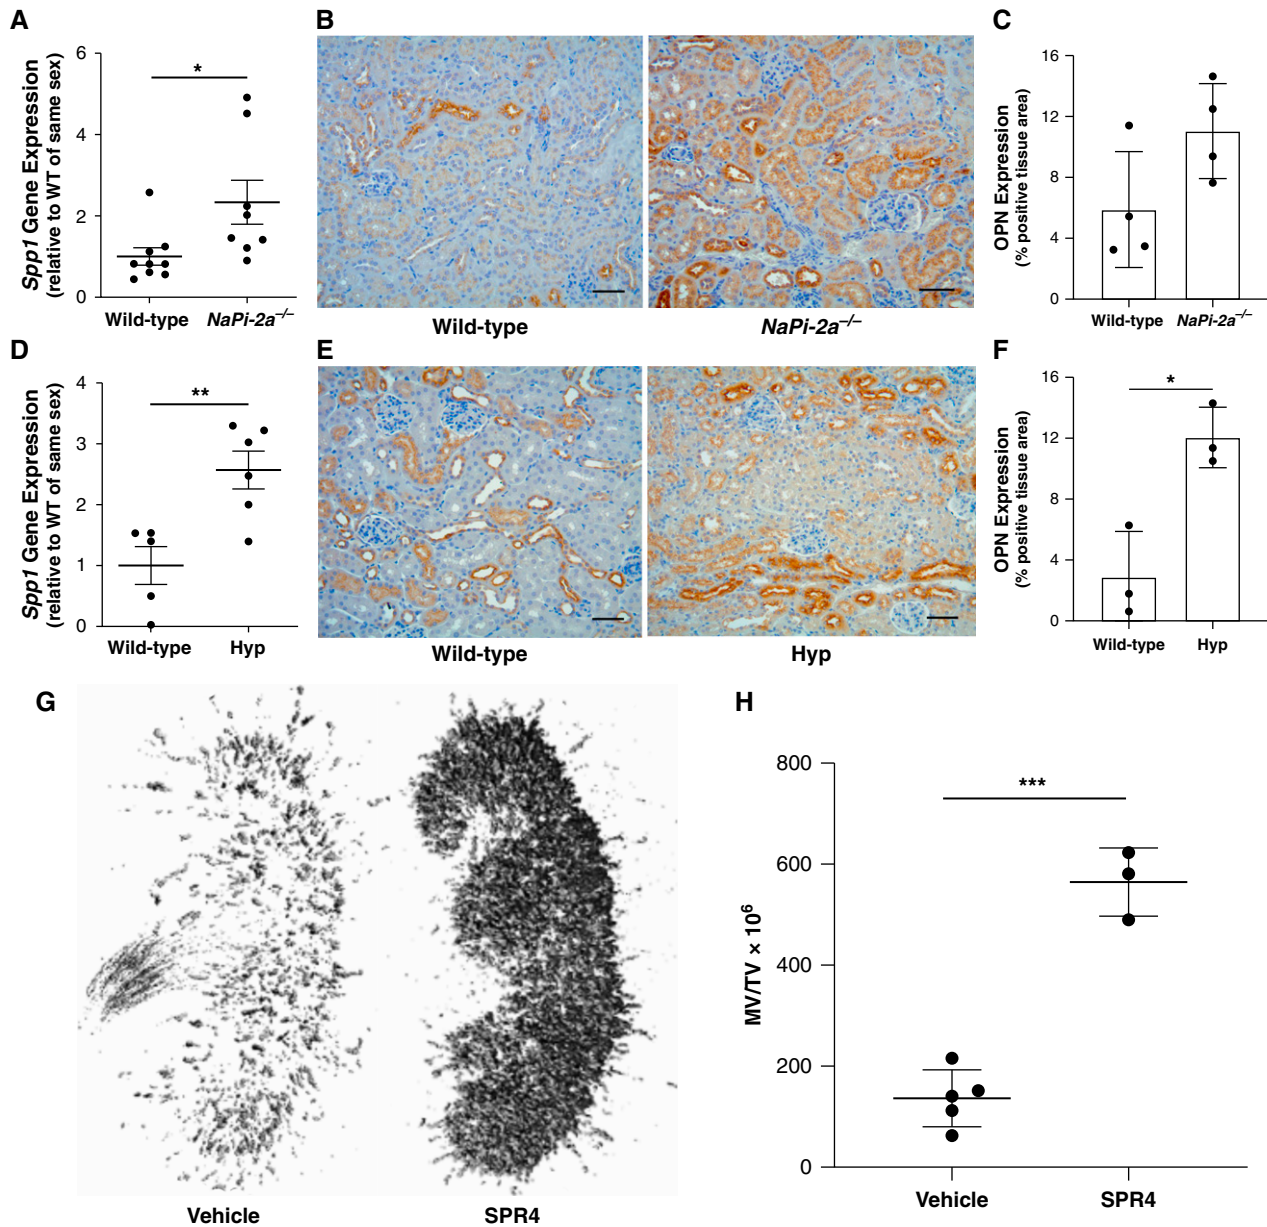 A
Spp1 Gene Expression
(relative to WT of same sex)
6
4
2
0
*
Wild-type
NaPi-2a–/–
B
Wild-type
NaPi-2a–/–
C
OPN Expression
(% positive tissue area)
16
12
8
4
0
Wild-type
NaPi-2a–/–
D
Spp1 Gene Expression
(relative to WT of same sex)
4
3
2
1
0
**
Wild-type
Hyp
E
Wild-type
Hyp
F
OPN Expression
(% positive tissue area)
16
12
8
4
0
*
Wild-type
Hyp
G
Vehicle
SPR4
H
MV/TV × 10⁶
800
600
400
200
0
***
Vehicle
SPR4